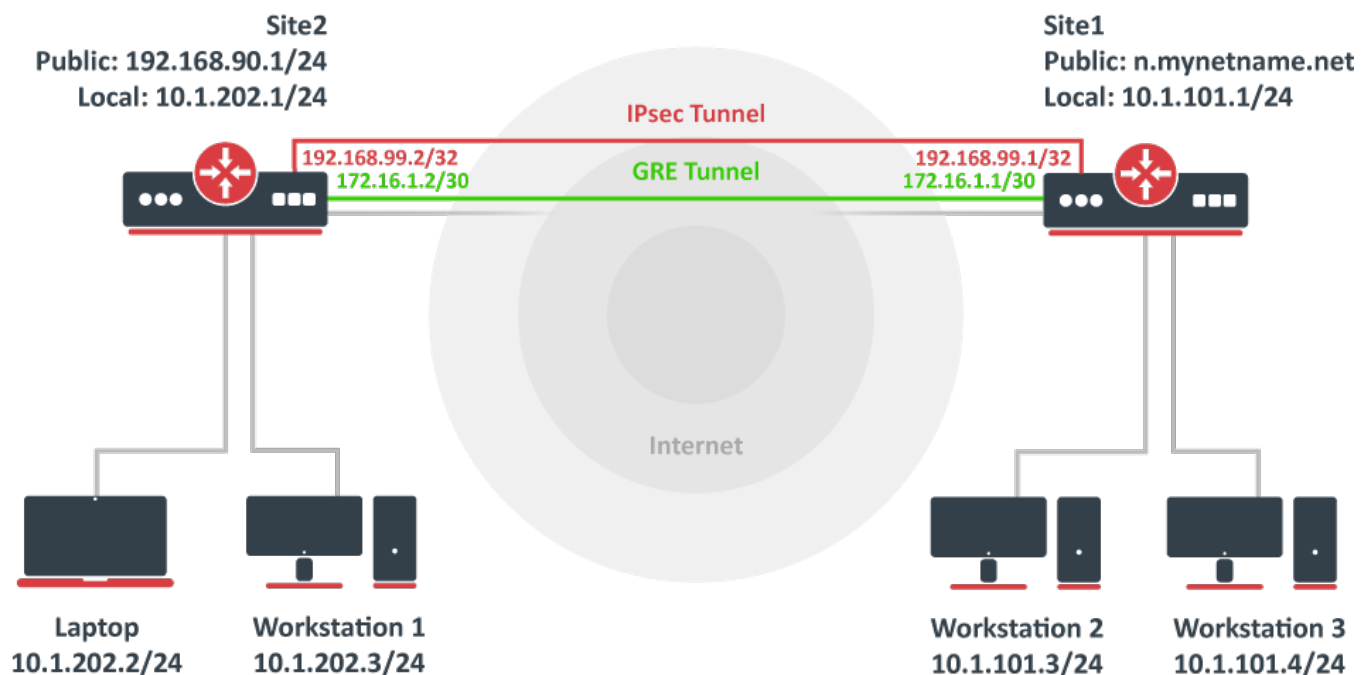 Site2
Public: 192.168.90.1/24
Local: 10.1.202.1/24
Site1
Public: n.mynetname.net
Local: 10.1.101.1/24
IPsec Tunnel
192.168.99.2/32
192.168.99.1/32
GRE Tunnel
172.16.1.2/30
172.16.1.1/30
Internet
Laptop
10.1.202.2/24
Workstation 1
10.1.202.3/24
Workstation 2
10.1.101.3/24
Workstation 3
10.1.101.4/24